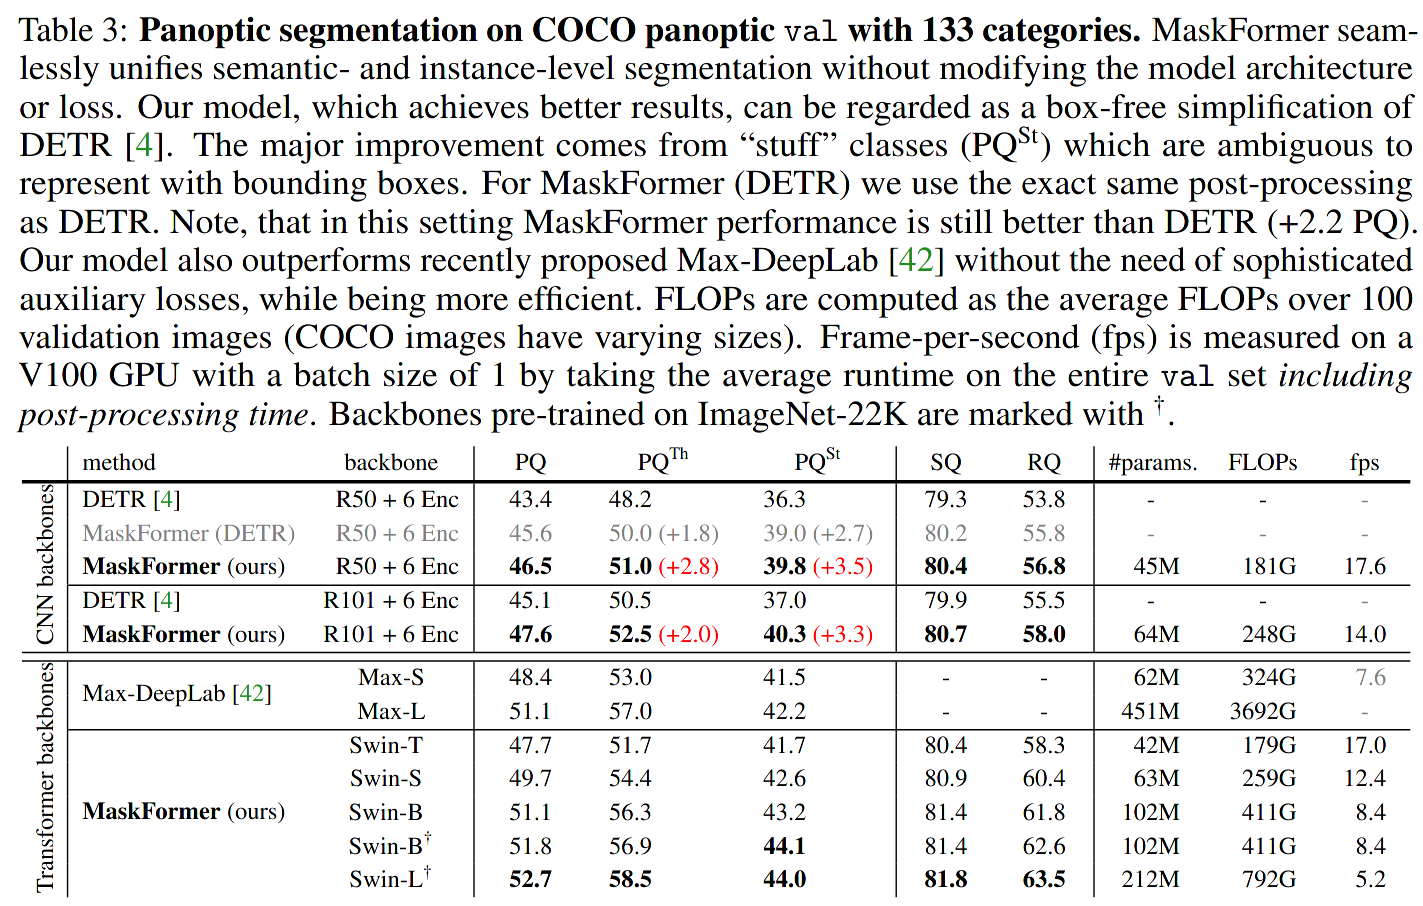 Table 3: Panoptic segmentation on COCO panoptic val with 133 categories. MaskFormer seam-
lessly unifies semantic- and instance-level segmentation without modifying the model architecture
or loss. Our model, which achieves better results, can be regarded as a box-free simplification of
DETR [4]. The major improvement comes from “stuff” classes (PQ^St) which are ambiguous to
represent with bounding boxes. For MaskFormer (DETR) we use the exact same post-processing
as DETR. Note, that in this setting MaskFormer performance is still better than DETR (+2.2 PQ).
Our model also outperforms recently proposed Max-DeepLab [42] without the need of sophisticated
auxiliary losses, while being more efficient. FLOPs are computed as the average FLOPs over 100
validation images (COCO images have varying sizes). Frame-per-second (fps) is measured on a
V100 GPU with a batch size of 1 by taking the average runtime on the entire val set including
post-processing time. Backbones pre-trained on ImageNet-22K are marked with †.
method backbone PQ PQ^Th PQ^St SQ RQ #params. FLOPs fps
CNN backbones
DETR [4] R50 + 6 Enc 43.4 48.2 36.3 79.3 53.8 - - -
MaskFormer (DETR) R50 + 6 Enc 45.6 50.0 (+1.8) 39.0 (+2.7) 80.2 55.8 - - -
MaskFormer (ours) R50 + 6 Enc 46.5 51.0 (+2.8) 39.8 (+3.5) 80.4 56.8 45M 181G 17.6
DETR [4] R101 + 6 Enc 45.1 50.5 37.0 79.9 55.5 - - -
MaskFormer (ours) R101 + 6 Enc 47.6 52.5 (+2.0) 40.3 (+3.3) 80.7 58.0 64M 248G 14.0
Transformer backbones
Max-DeepLab [42]
Max-S 48.4 53.0 41.5 - - 62M 324G 7.6
Max-L 51.1 57.0 42.2 - - 451M 3692G -
MaskFormer (ours)
Swin-T 47.7 51.7 41.7 80.4 58.3 42M 179G 17.0
Swin-S 49.7 54.4 42.6 80.9 60.4 63M 259G 12.4
Swin-B 51.1 56.3 43.2 81.4 61.8 102M 411G 8.4
Swin-B† 51.8 56.9 44.1 81.4 62.6 102M 411G 8.4
Swin-L† 52.7 58.5 44.0 81.8 63.5 212M 792G 5.2